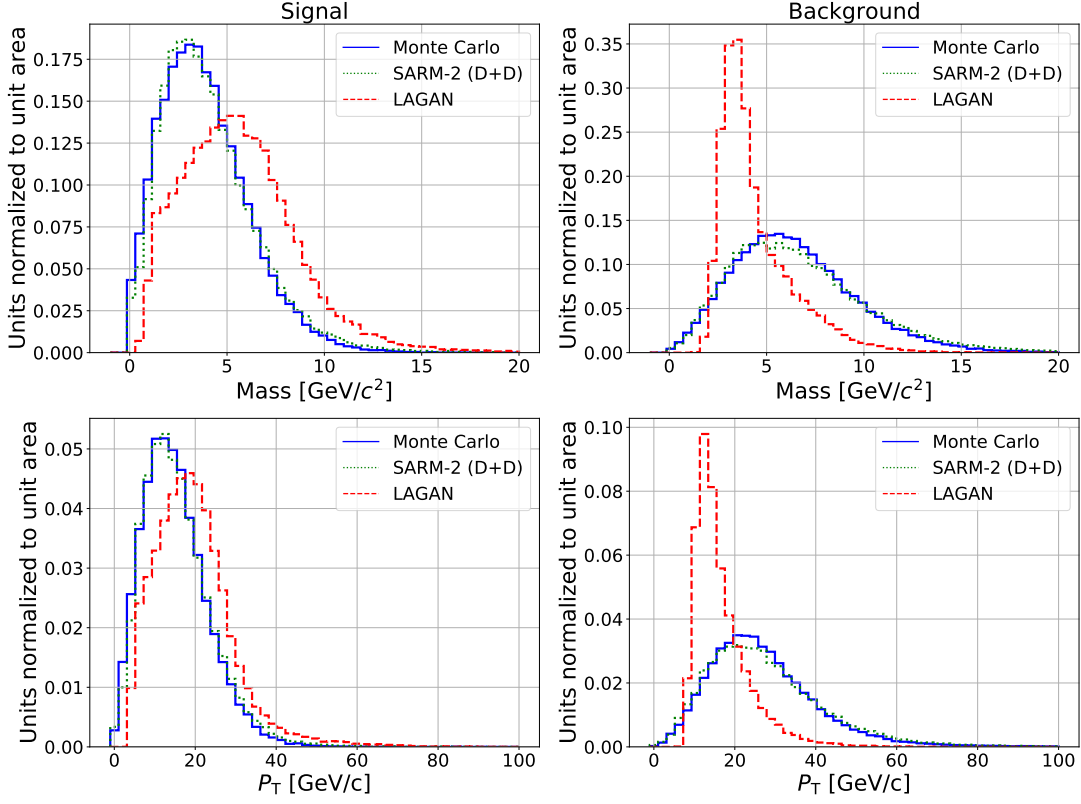 Signal
Units normalized to unit area
0.175
0.150
0.125
0.100
0.075
0.050
0.025
0.000
Monte Carlo
SARM-2 (D+D)
LAGAN
0
5
10
15
20
Mass [GeV/c²]
Background
Units normalized to unit area
0.35
0.30
0.25
0.20
0.15
0.10
0.05
0.00
Monte Carlo
SARM-2 (D+D)
LAGAN
0
5
10
15
20
Mass [GeV/c²]
Units normalized to unit area
0.05
0.04
0.03
0.02
0.01
0.00
Monte Carlo
SARM-2 (D+D)
LAGAN
0
20
40
60
80
100
P_T [GeV/c]
Units normalized to unit area
0.10
0.08
0.06
0.04
0.02
0.00
Monte Carlo
SARM-2 (D+D)
LAGAN
0
20
40
60
80
100
P_T [GeV/c]